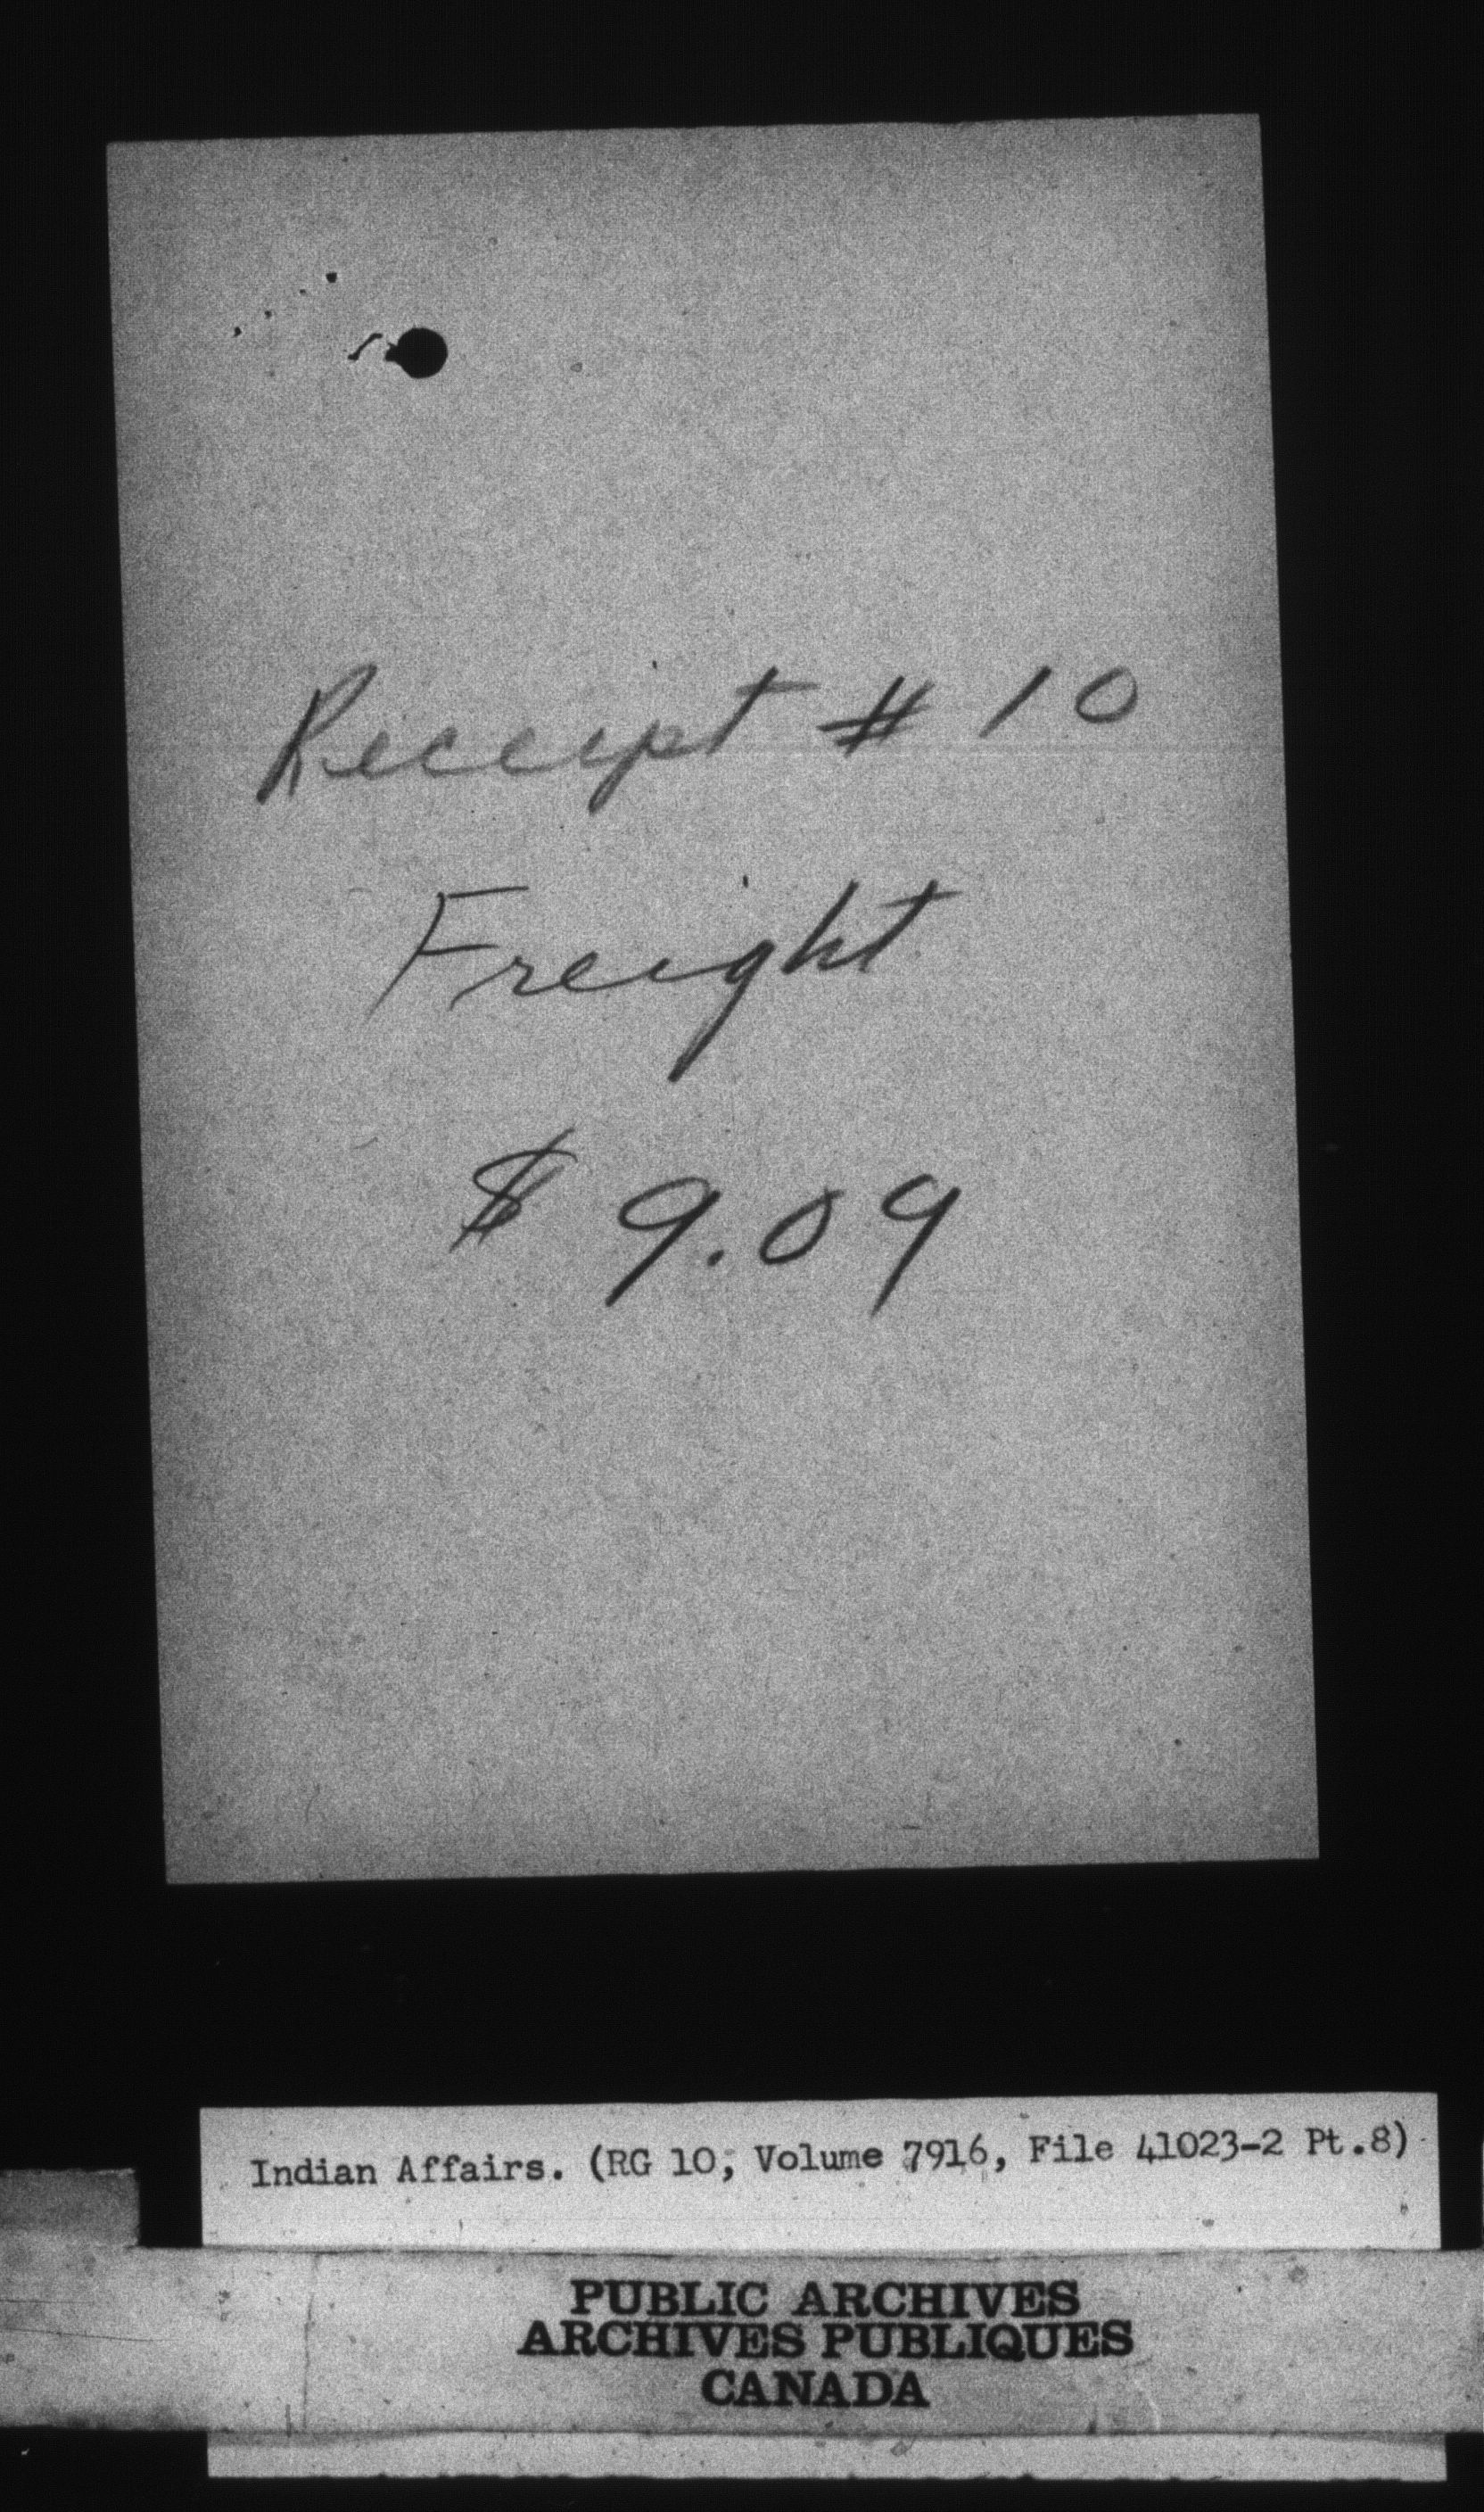 Receipt # 10
Freight
$ 9.09
Indian Affairs. (RG 10, Volume 7916, File 41023-2 Pt.8)
PUBLIC ARCHIVES
ARCHIVES PUBLIQUES
CANADA